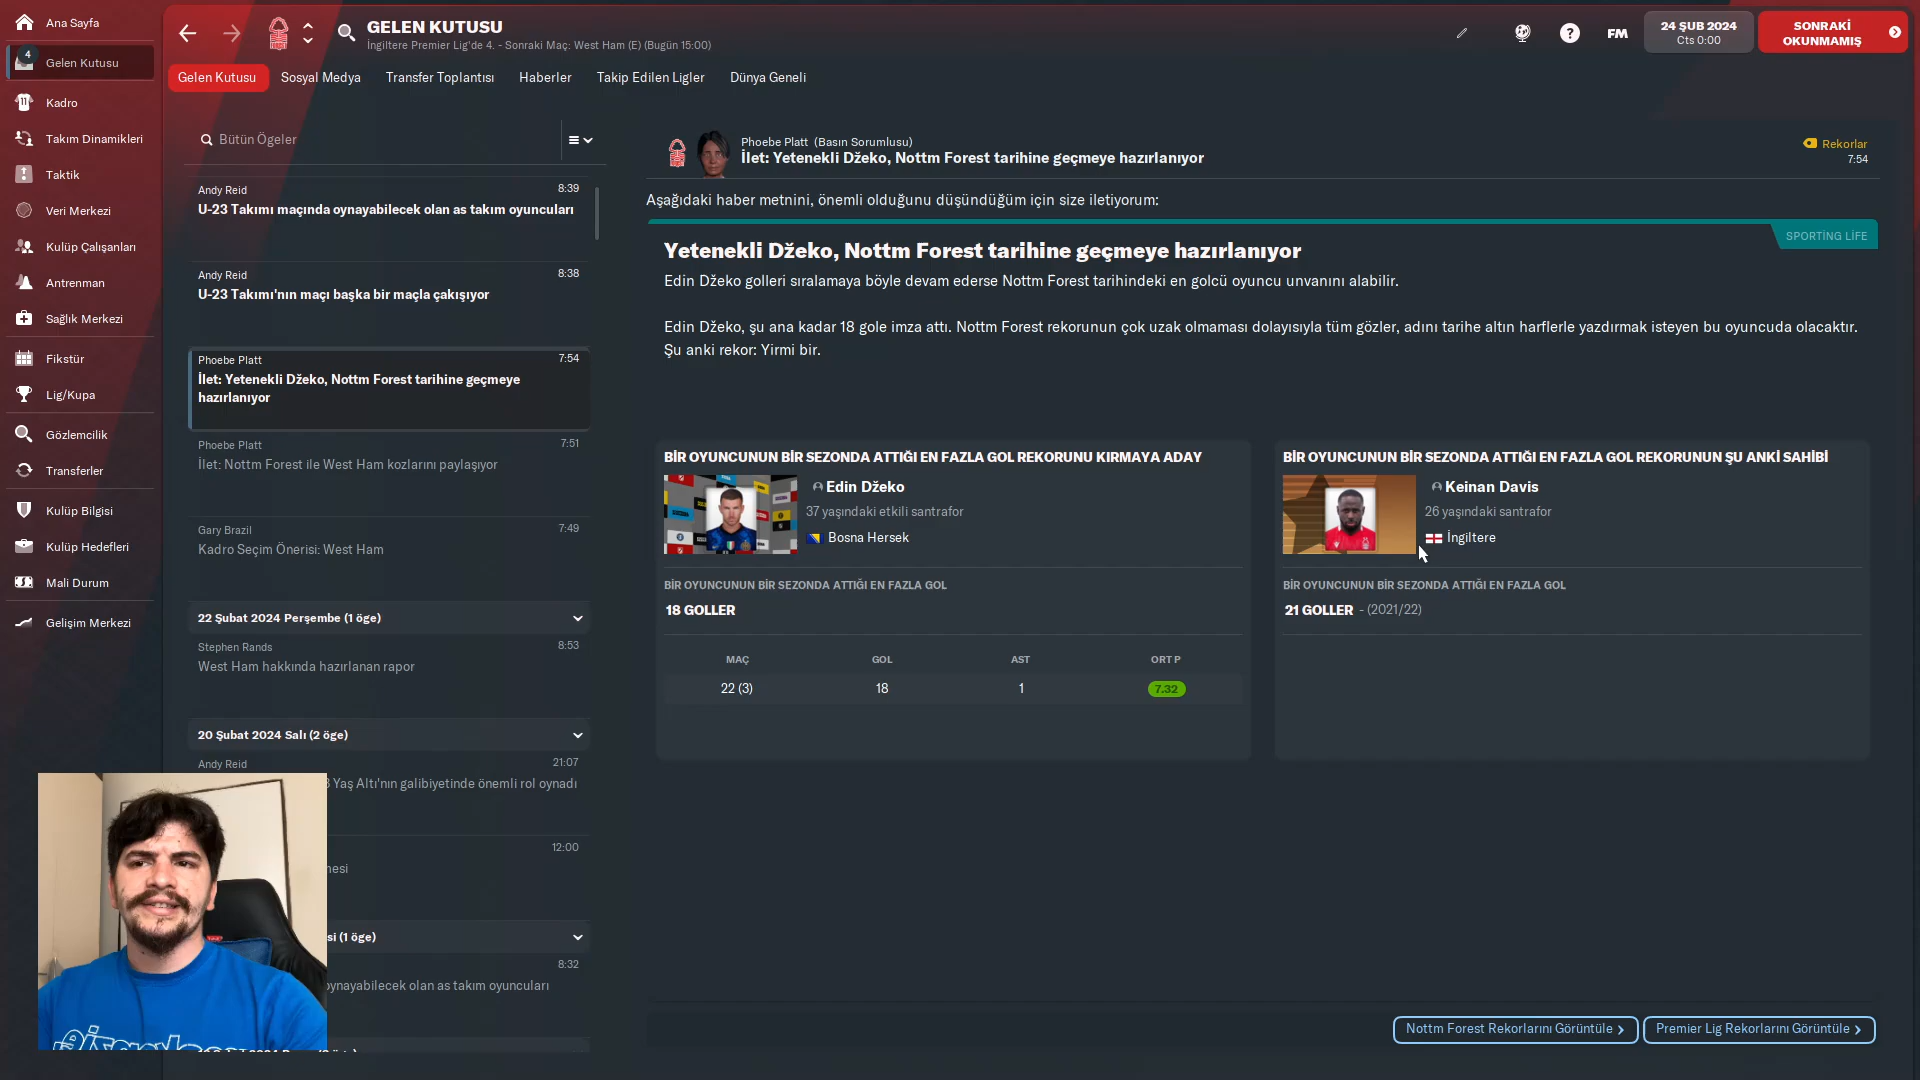 Ana Sayfa
4
Gelen Kutusu
Kadro
Takım Dinamikleri
Taktik
Veri Merkezi
Kulüp Çalışanları
Antrenman
Sağlık Merkezi
Fikstür
Lig/Kupa
Gözlemcilik
Transferler
Kulüp Bilgisi
Kulüp Hedefleri
Mali Durum
Gelişim Merkezi
GELEN KUTUSU
İngiltere Premier Lig'de 4. - Sonraki Maç: West Ham (E) (Bugün 15:00)
FM
24 ŞUB 2024
Cts 0:00
SONRAKİ
OKUNMAMIŞ
Gelen Kutusu Sosyal Medya Transfer Toplantısı Haberler Takip Edilen Ligler Dünya Geneli
Bütün Ögeler
Andy Reid 8:39
U-23 Takımı maçında oynayabilecek olan as takım oyuncuları
Andy Reid 8:38
U-23 Takımı'nın maçı başka bir maçla çakışıyor
Phoebe Platt 7:54
İlet: Yetenekli Džeko, Nottm Forest tarihine geçmeye
hazırlanıyor
Phoebe Platt 7:51
İlet: Nottm Forest ile West Ham kozlarını paylaşıyor
Gary Brazil 7:49
Kadro Seçim Önerisi: West Ham
22 Şubat 2024 Perşembe (1 öge)
Stephen Rands 8:53
West Ham hakkında hazırlanan rapor
20 Şubat 2024 Salı (2 öge)
Andy Reid 21:07
Yaş Altı'nın galibiyetinde önemli rol oynadı
12:00
(1 öge)
8:32
oynayabilecek olan as takım oyuncuları
Phoebe Platt (Basın Sorumlusu)
İlet: Yetenekli Džeko, Nottm Forest tarihine geçmeye hazırlanıyor
Rekorlar
7:54
Aşağıdaki haber metnini, önemli olduğunu düşündüğüm için size iletiyorum:
SPORTİNG LİFE
Yetenekli Džeko, Nottm Forest tarihine geçmeye hazırlanıyor
Edin Džeko golleri sıralamaya böyle devam ederse Nottm Forest tarihindeki en golcü oyuncu unvanını alabilir.
Edin Džeko, şu ana kadar 18 gole imza attı. Nottm Forest rekorunun çok uzak olmaması dolayısıyla tüm gözler, adını tarihe altın harflerle yazdırmak isteyen bu oyuncuda olacaktır.
Şu anki rekor: Yirmi bir.
BİR OYUNCUNUN BİR SEZONDA ATTIĞI EN FAZLA GOL REKORUNU KIRMAYA ADAY
Edin Džeko
37 yaşındaki etkili santrafor
Bosna Hersek
BİR OYUNCUNUN BİR SEZONDA ATTIĞI EN FAZLA GOL
18 GOLLER
MAÇ GOL AST ORT P
22 (3) 18 1 7.32
BİR OYUNCUNUN BİR SEZONDA ATTIĞI EN FAZLA GOL REKORUNUN ŞU ANKİ SAHİBİ
Keinan Davis
26 yaşındaki santrafor
İngiltere
BİR OYUNCUNUN BİR SEZONDA ATTIĞI EN FAZLA GOL
21 GOLLER - (2021/22)
Nottm Forest Rekorlarını Görüntüle
Premier Lig Rekorlarını Görüntüle